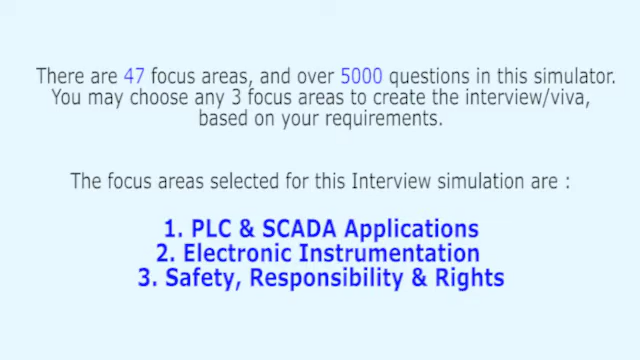 There are 47 focus areas, and over 5000 questions in this simulator.
You may choose any 3 focus areas to create the interview/viva,
based on your requirements.
The focus areas selected for this Interview simulation are :
1. PLC & SCADA Applications
2. Electronic Instrumentation
3. Safety, Responsibility & Rights